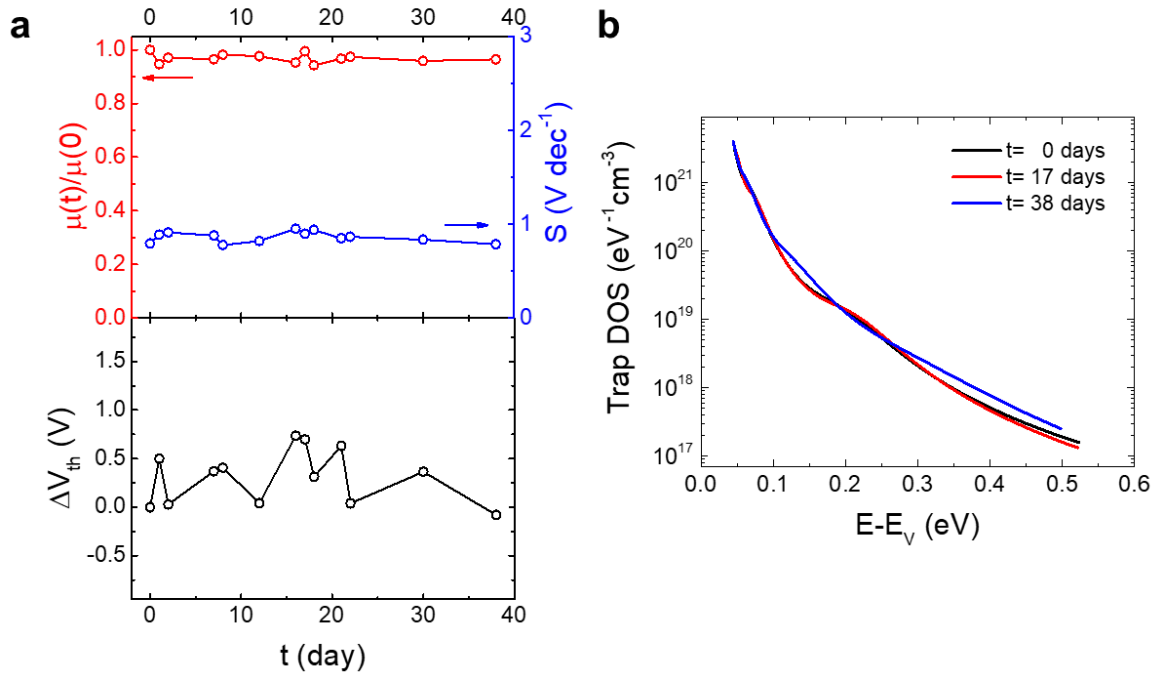 a
0 10 20 30 40
1.0
0.8
0.6
0.4
0.2
0.0
μ(t)/μ(0)
3
2
1
0
S (V dec⁻¹)
1.5
1.0
0.5
0.0
-0.5
ΔV_th (V)
0 10 20 30 40
t (day)
b
t= 0 days
t= 17 days
t= 38 days
10²¹
10²⁰
10¹⁹
10¹⁸
10¹⁷
Trap DOS (eV⁻¹cm⁻³)
0.0 0.1 0.2 0.3 0.4 0.5 0.6
E-E_V (eV)